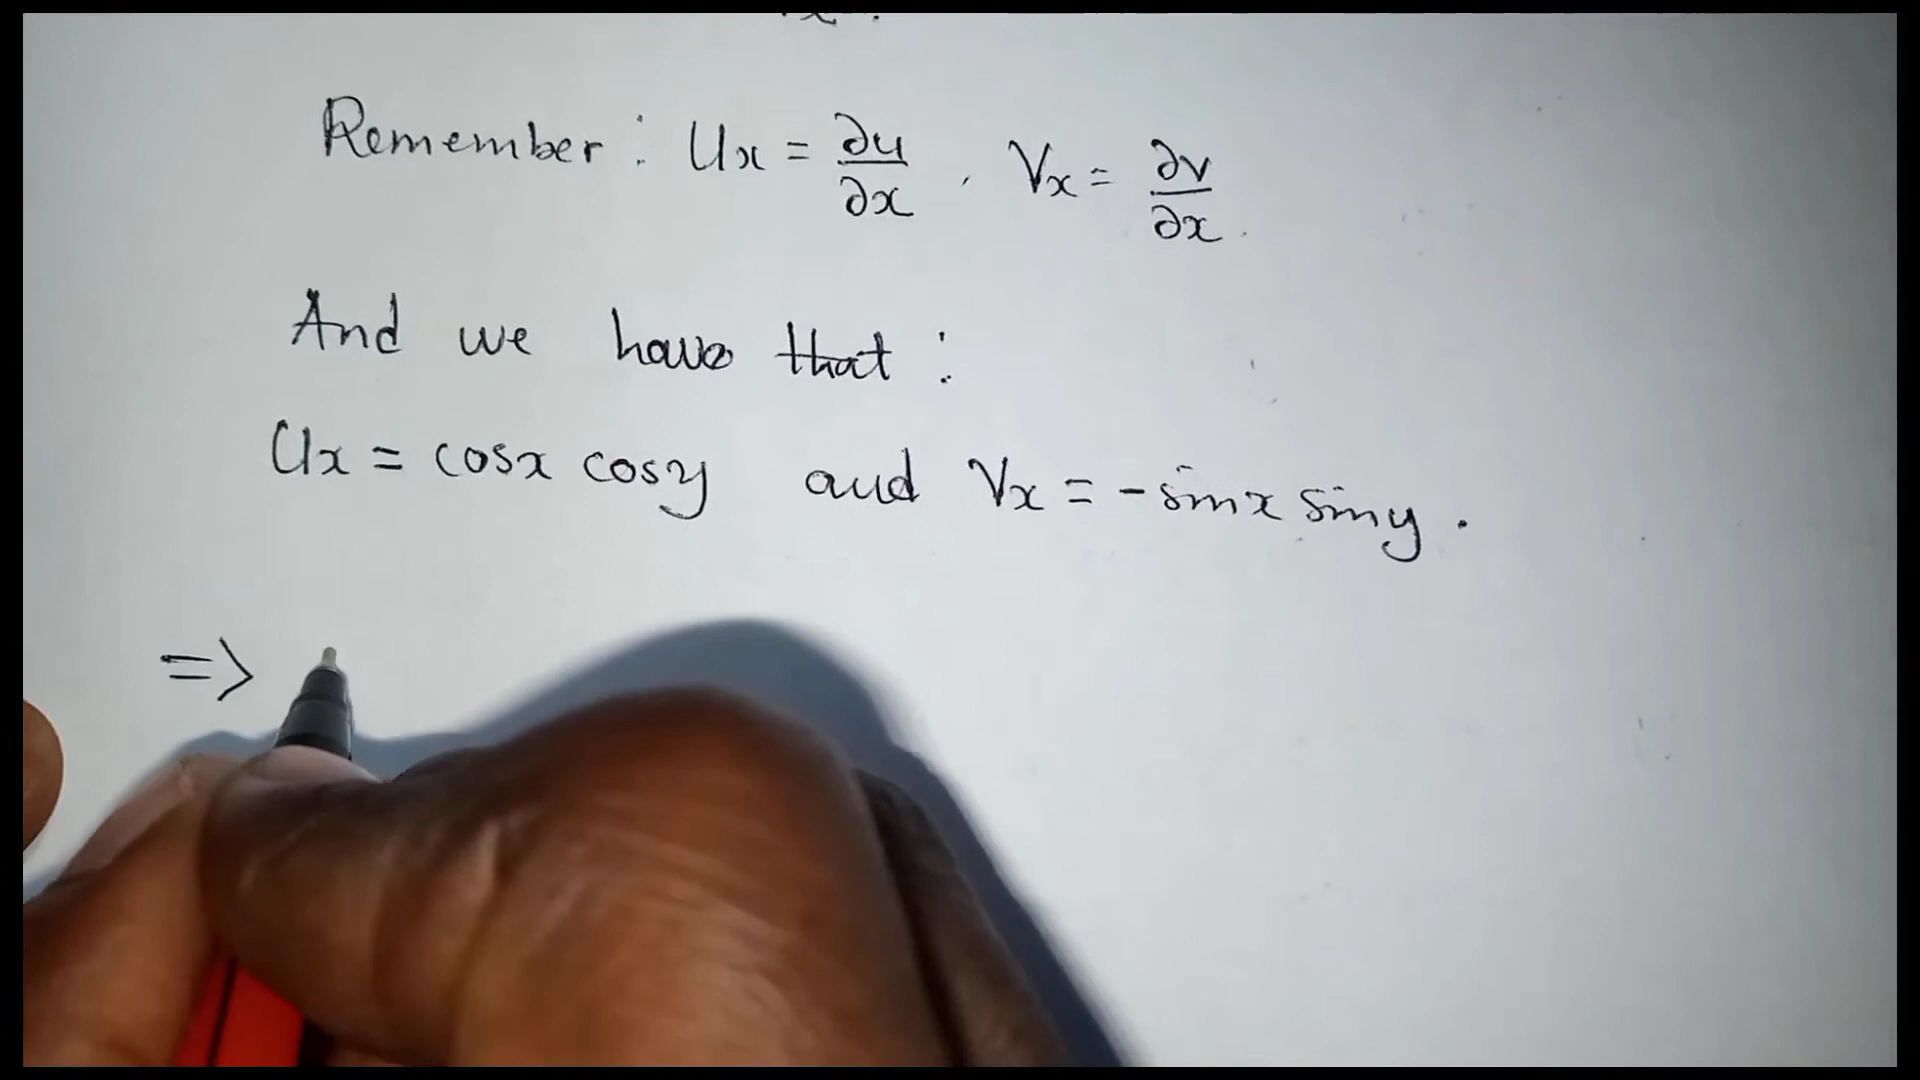 Remember : Ux = ∂u/∂x , Vx = ∂v/∂x .
And we have that :
Ux = cosx cosy and Vx = -sinx siny .
=>